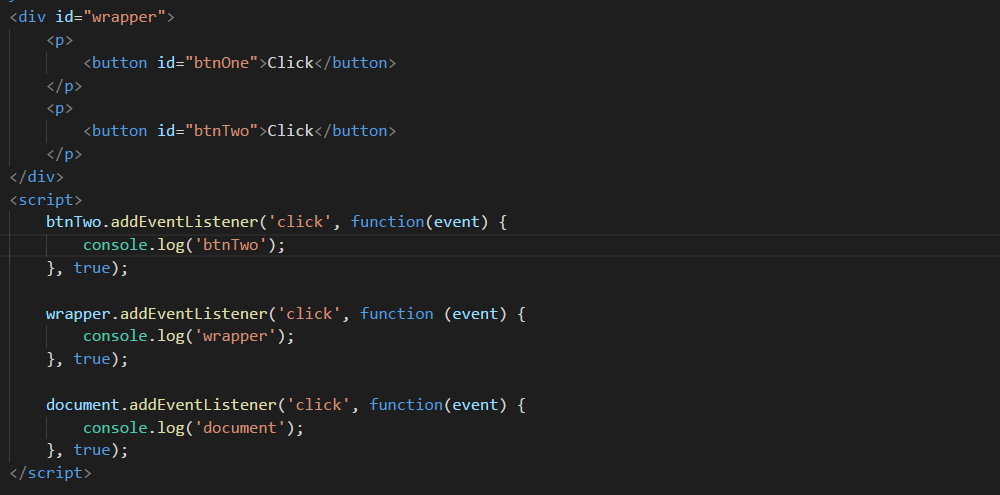 <div id="wrapper">
    <p>
        <button id="btnOne">Click</button>
    </p>
    <p>
        <button id="btnTwo">Click</button>
    </p>
</div>
<script>
    btnTwo.addEventListener('click', function(event) {
        console.log('btnTwo');
    }, true);

    wrapper.addEventListener('click', function (event) {
        console.log('wrapper');
    }, true);

    document.addEventListener('click', function(event) {
        console.log('document');
    }, true);
</script>